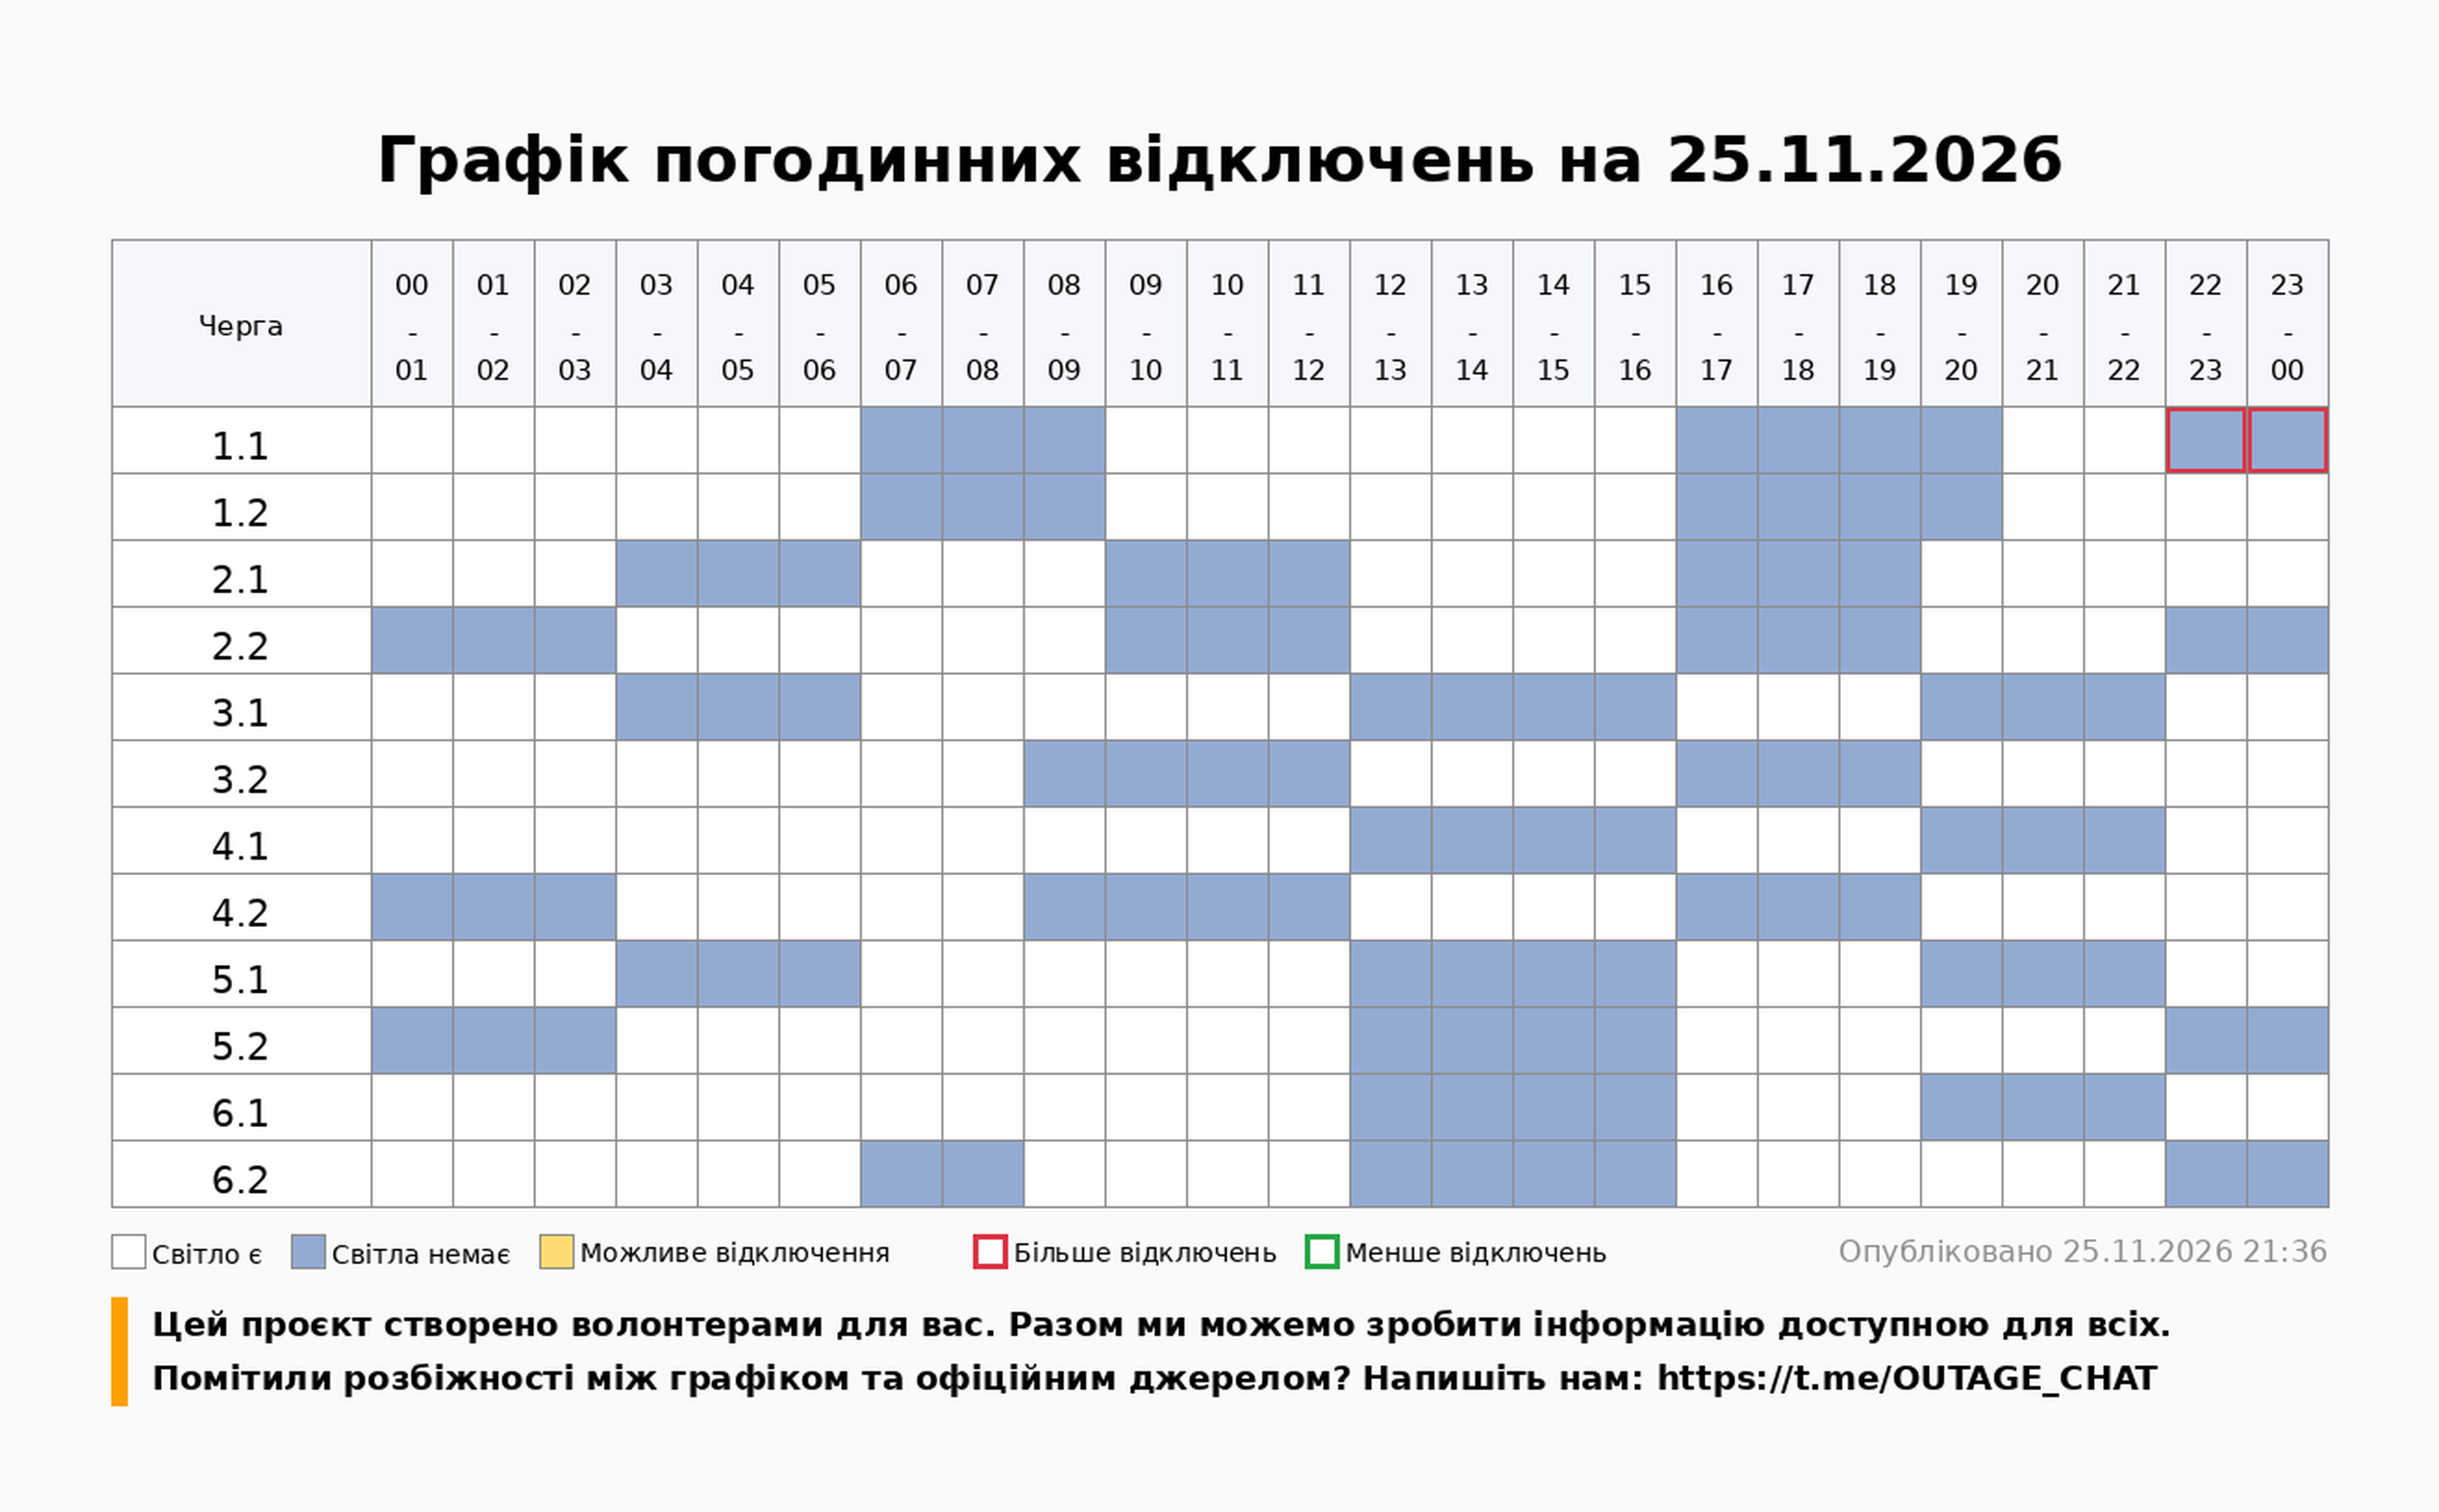 Графік погодинних відключень на 25.11.2026
Черга 00 - 01 01 - 02 02 - 03 03 - 04 04 - 05 05 - 06 06 - 07 07 - 08 08 - 09 09 - 10 10 - 11 11 - 12 12 - 13 13 - 14 14 - 15 15 - 16 16 - 17 17 - 18 18 - 19 19 - 20 20 - 21 21 - 22 22 - 23 23 - 00
1.1
1.2
2.1
2.2
3.1
3.2
4.1
4.2
5.1
5.2
6.1
6.2
Світло є Світла немає Можливе відключення Більше відключень Менше відключень Опубліковано 25.11.2026 21:36
Цей проєкт створено волонтерами для вас. Разом ми можемо зробити інформацію доступною для всіх.
Помітили розбіжності між графіком та офіційним джерелом? Напишіть нам: https://t.me/OUTAGE_CHAT